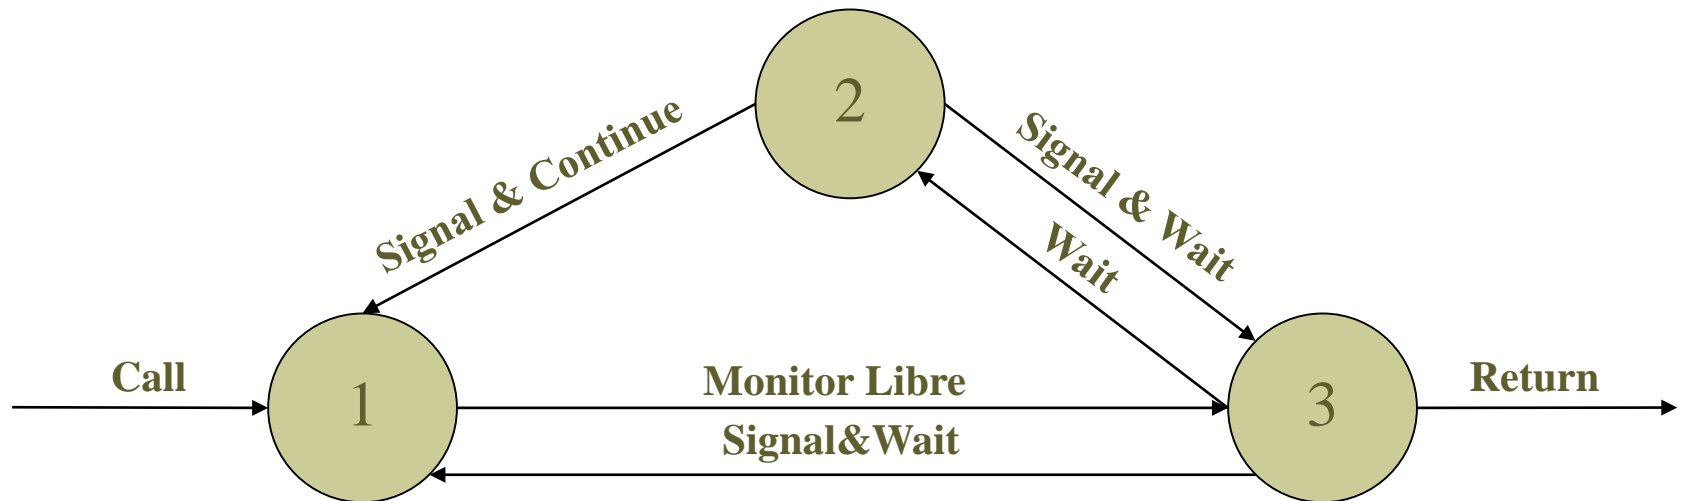 2
Signal & Continue
Signal & Wait
Wait
Call
1
Monitor Libre
3
Return
Signal&Wait